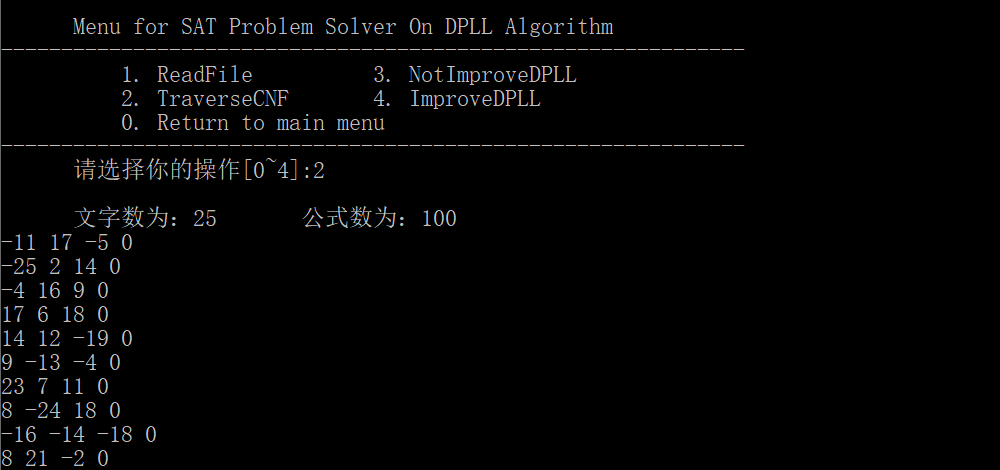 Menu for SAT Problem Solver On DPLL Algorithm
--------------------------------------------------------------
1. ReadFile 3. NotImproveDPLL
2. TraverseCNF 4. ImproveDPLL
0. Return to main menu
--------------------------------------------------------------
请选择你的操作[0~4]:2
文字数为：25 公式数为：100
-11 17 -5 0
-25 2 14 0
-4 16 9 0
17 6 18 0
14 12 -19 0
9 -13 -4 0
23 7 11 0
8 -24 18 0
-16 -14 -18 0
8 21 -2 0